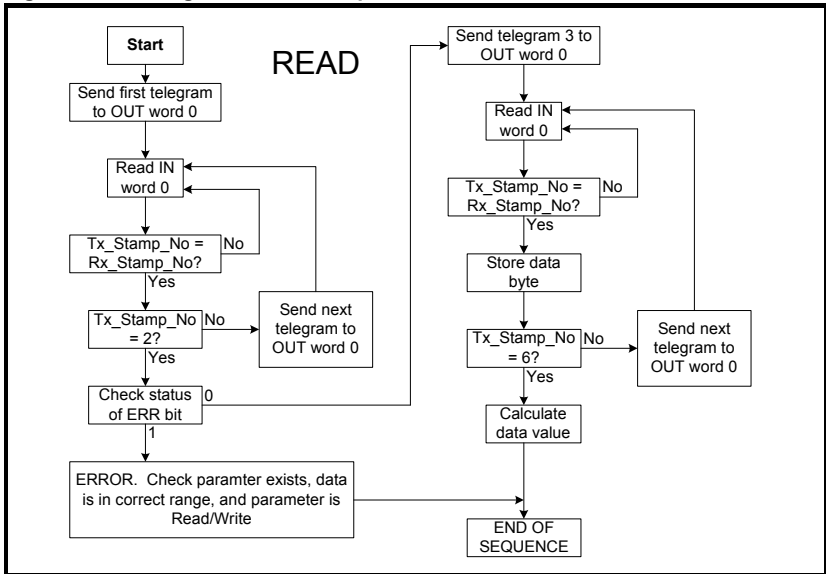 Start
READ
Send first telegram
to OUT word 0
Read IN
word 0
Tx_Stamp_No =
Rx_Stamp_No?
No
Yes
Tx_Stamp_No
= 2?
No
Yes
Send next
telegram to
OUT word 0
Check status
of ERR bit
0
1
ERROR.  Check paramter exists, data
is in correct range, and parameter is
Read/Write
Send telegram 3 to
OUT word 0
Read IN
word 0
Tx_Stamp_No =
Rx_Stamp_No?
No
Yes
Store data
byte
Tx_Stamp_No
= 6?
No
Yes
Send next
telegram to
OUT word 0
Calculate
data value
END OF
SEQUENCE